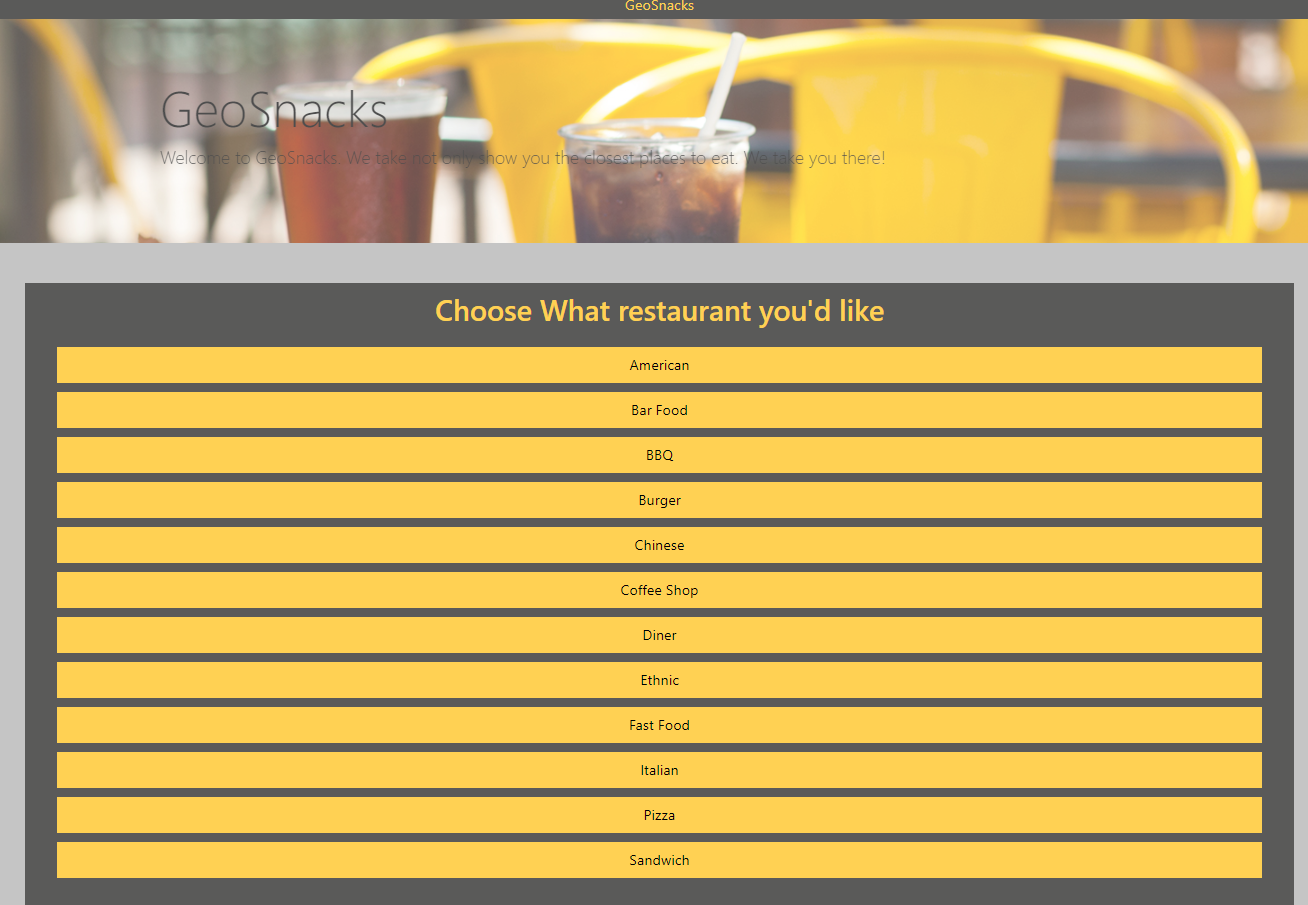 GeoSnacks
GeoSnacks
Welcome to GeoSnacks. We take not only show you the closest places to eat. We take you there!
Choose What restaurant you'd like
American
Bar Food
BBQ
Burger
Chinese
Coffee Shop
Diner
Ethnic
Fast Food
Italian
Pizza
Sandwich